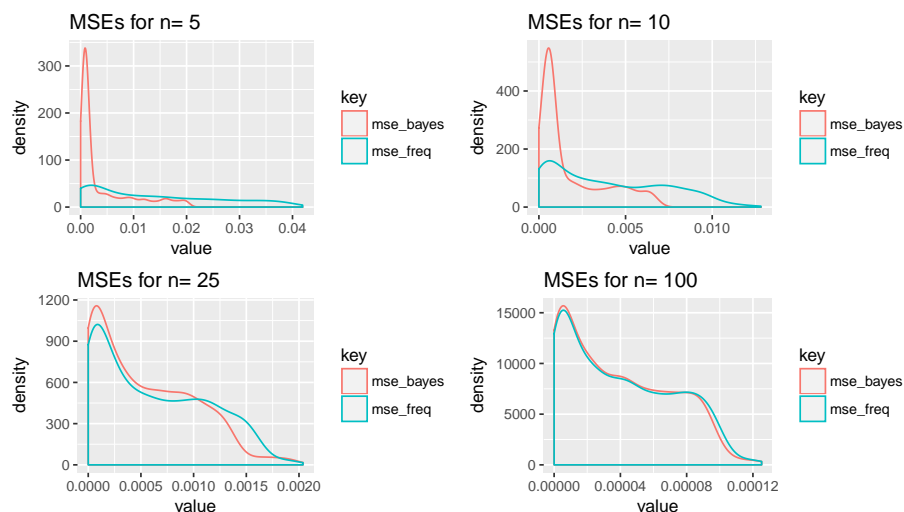 MSEs for n= 5
300
200
100
0
density
0.00
0.01
0.02
0.03
0.04
value
key
mse_bayes
mse_freq
MSEs for n= 10
400
200
0
density
0.000
0.005
0.010
value
key
mse_bayes
mse_freq
MSEs for n= 25
1200
900
600
300
0
density
0.0000
0.0005
0.0010
0.0015
0.0020
value
key
mse_bayes
mse_freq
MSEs for n= 100
15000
10000
5000
0
density
0.00000
0.00004
0.00008
0.00012
value
key
mse_bayes
mse_freq